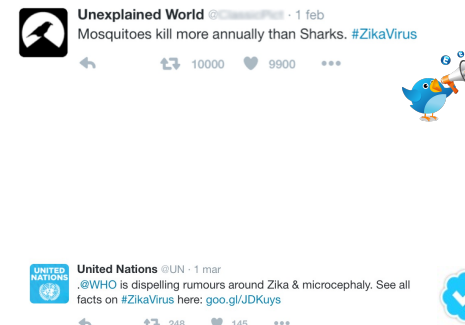 Unexplained World · 1 feb
Mosquitoes kill more annually than Sharks. #ZikaVirus
10000 9900
UNITED NATIONS
United Nations @UN · 1 mar
.@WHO is dispelling rumours around Zika & microcephaly. See all
facts on #ZikaVirus here: goo.gl/JDKuys
248 145